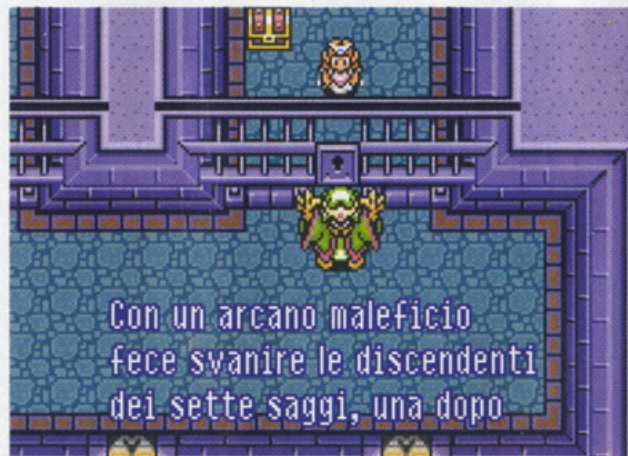 Con un arcano maleficio
fece svanire le discendenti
dei sette saggi, una dopo